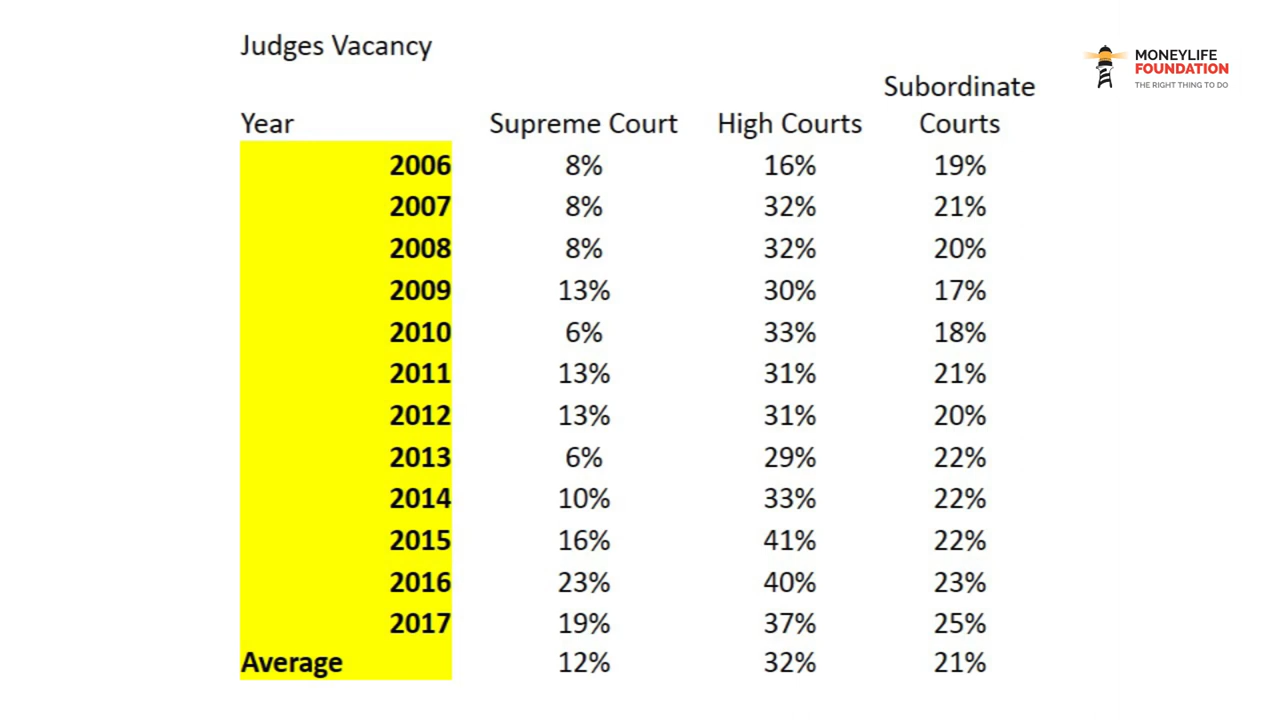 Judges Vacancy
MONEYLIFE
FOUNDATION
THE RIGHT THING TO DO
Subordinate
Year Supreme Court High Courts Courts
2006 8% 16% 19%
2007 8% 32% 21%
2008 8% 32% 20%
2009 13% 30% 17%
2010 6% 33% 18%
2011 13% 31% 21%
2012 13% 31% 20%
2013 6% 29% 22%
2014 10% 33% 22%
2015 16% 41% 22%
2016 23% 40% 23%
2017 19% 37% 25%
Average 12% 32% 21%